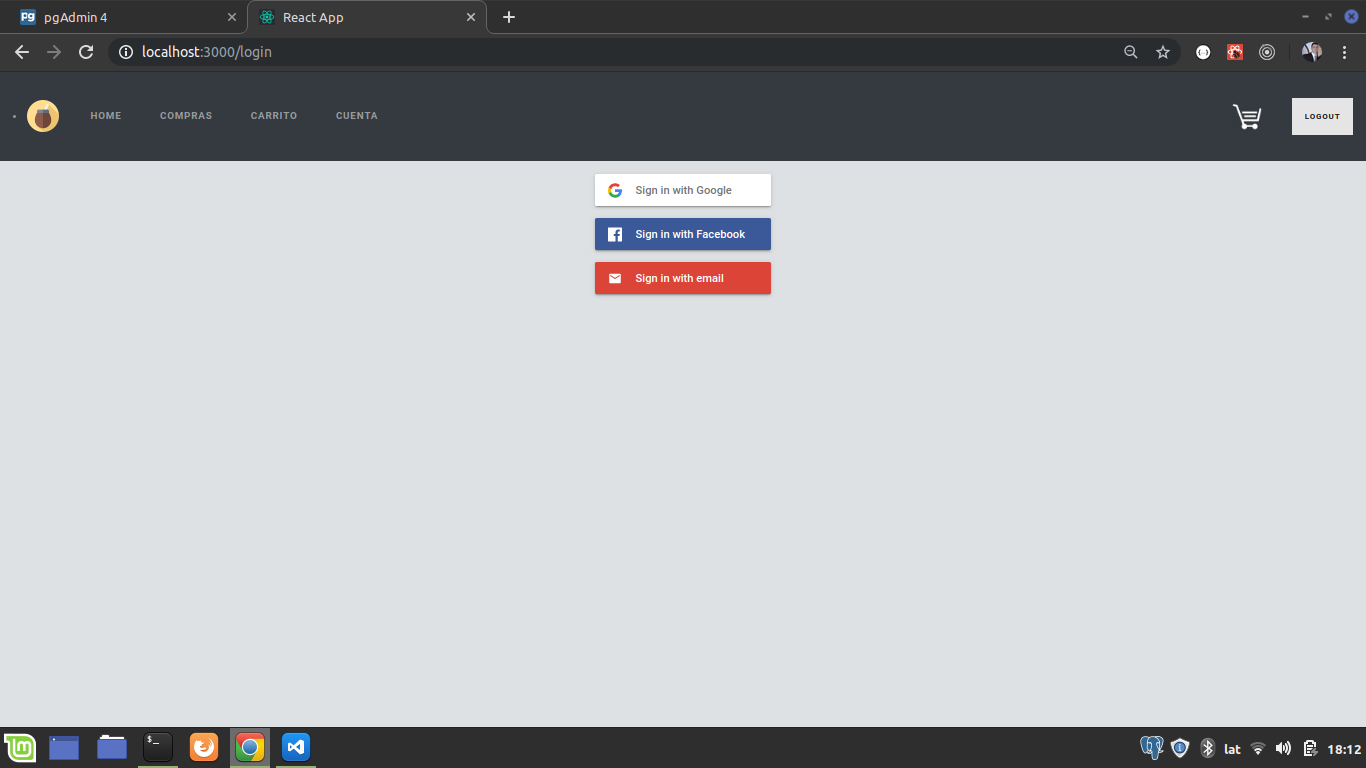 pgAdmin 4
React App
localhost:3000/login
HOME COMPRAS CARRITO CUENTA LOGOUT
Sign in with Google
Sign in with Facebook
Sign in with email
lat 18:12